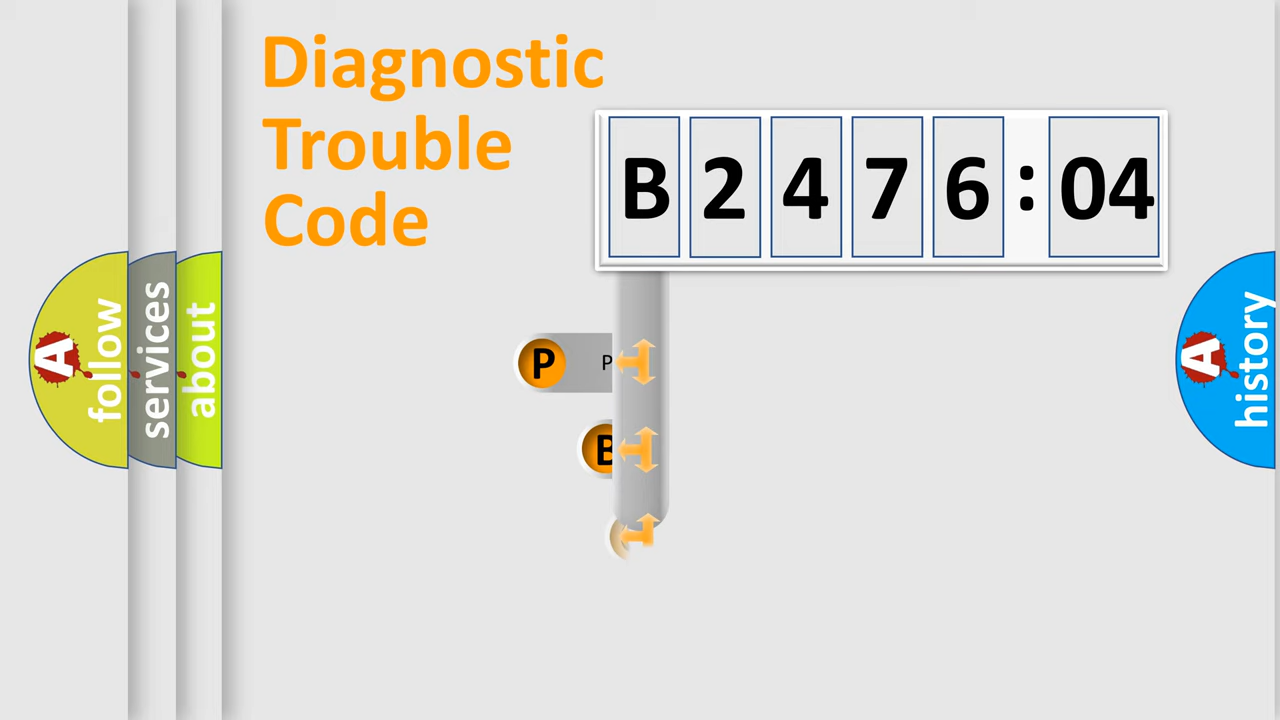 Diagnostic
Trouble
Code
B 2 4 7 6 : 04
P P
B
A follow
services
about
A history